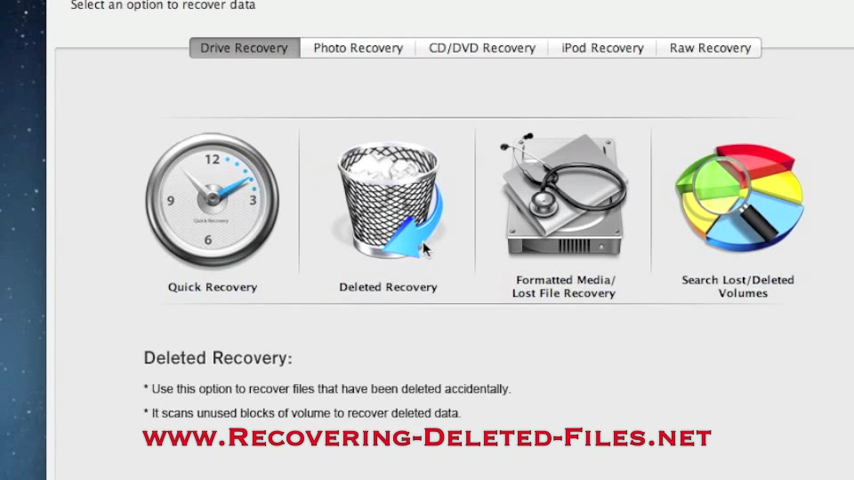 Select an option to recover data
Drive Recovery
Photo Recovery
CD/DVD Recovery
iPod Recovery
Raw Recovery
12
9
3
6
Quick Recovery
Quick Recovery
Deleted Recovery
Formatted Media/
Lost File Recovery
Search Lost/Deleted
Volumes
Deleted Recovery:
* Use this option to recover files that have been deleted accidentally.
* It scans unused blocks of volume to recover deleted data.
www.Recovering-Deleted-Files.net